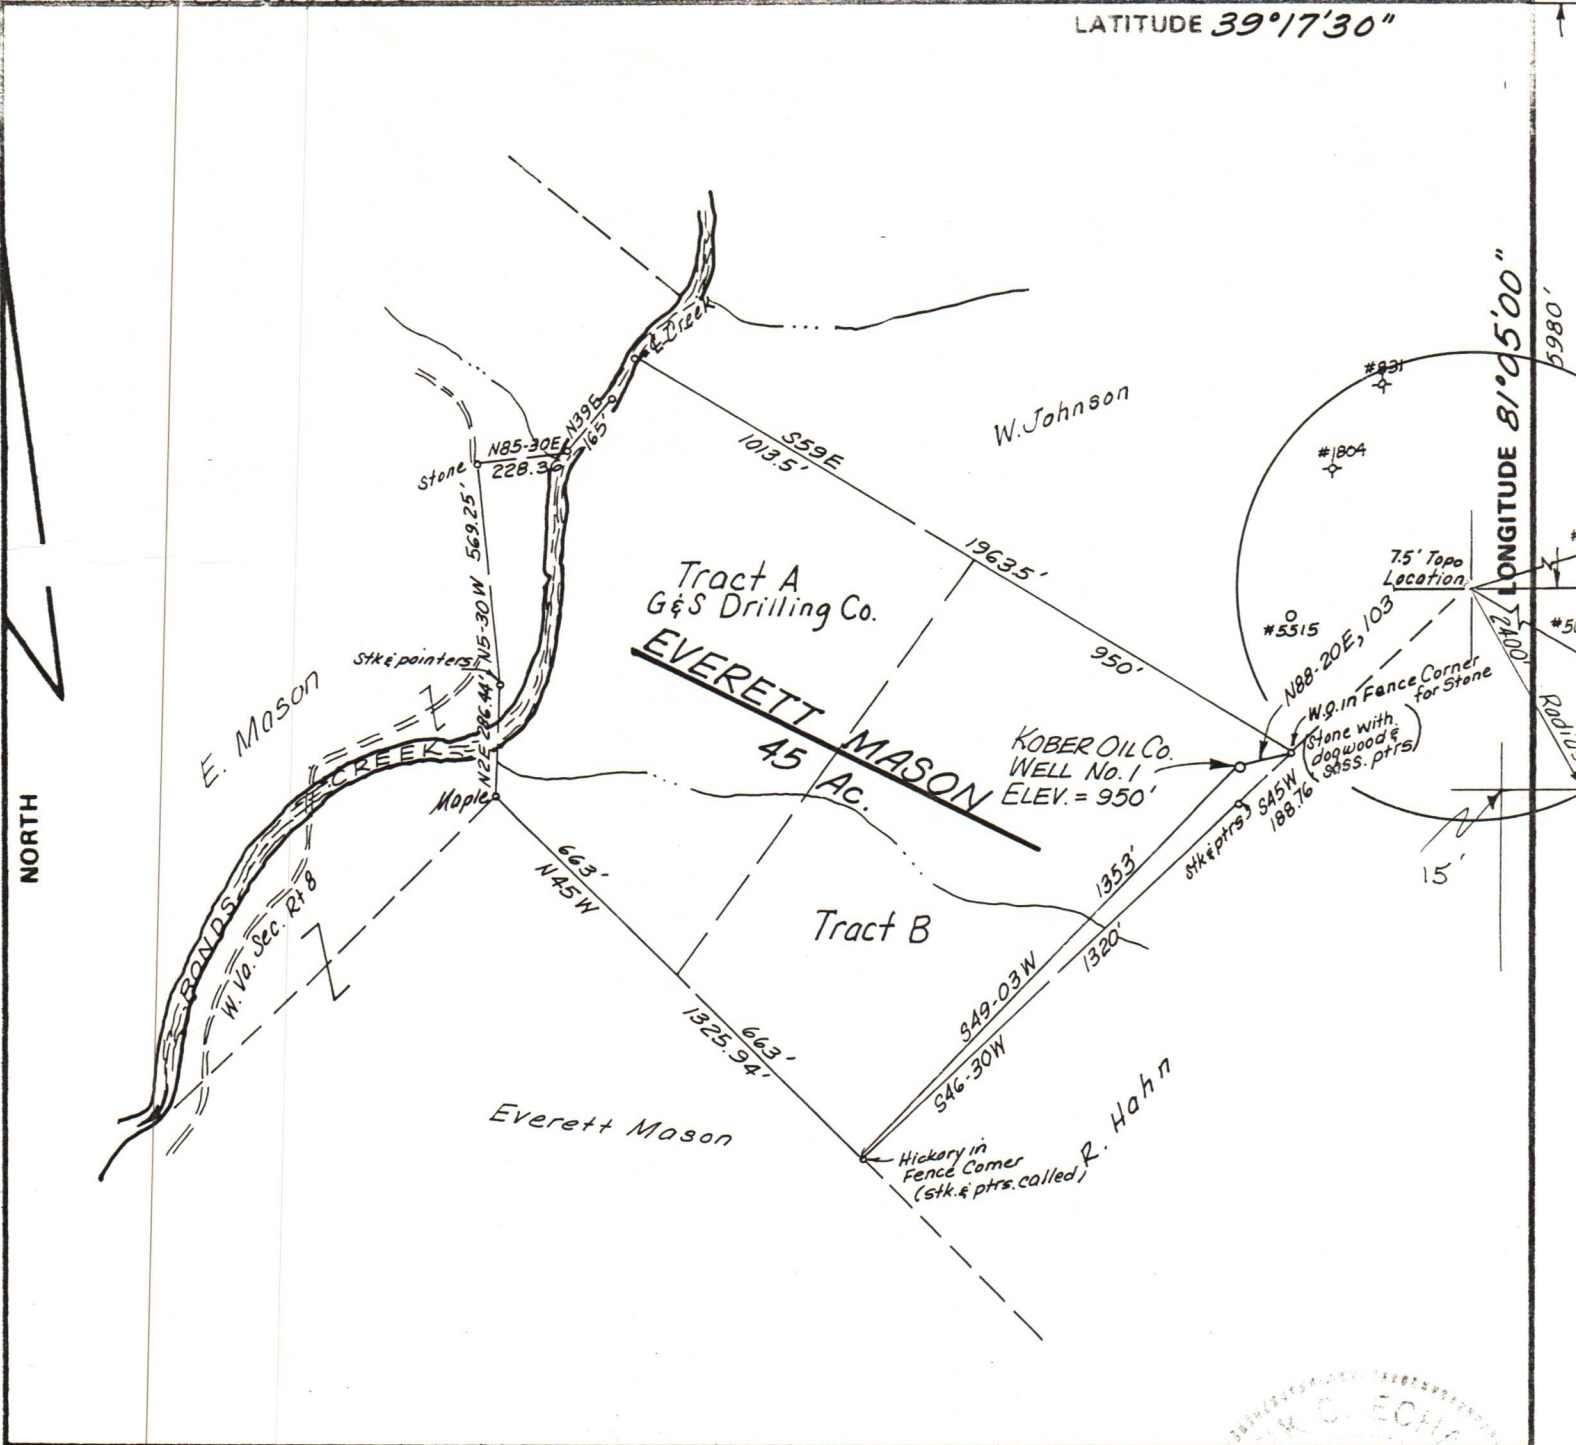 LATITUDE 39°17'30"
LONGITUDE 81°05'00"
5980'
NORTH
℄ Creek
W. Johnson
#831
#1804
#5515
7.5' Topo
Location
2400'
Radius
15'
N39E
165'
N85-30E
228.36
Stone
N5-30W 569.25'
Stk & pointers
N2E 286.44'
Maple
S59E
1013.5'
1963.5'
950'
Tract A
G & S Drilling Co.
EVERETT MASON
45 Ac.
E. Mason
BONDS CREEK
W. Va. Sec. Rt 8
KOBER OIL CO.
WELL No. 1
ELEV. = 950'
N88-20E, 103
W.O. in Fence Corner
for Stone
(Stone with
dogwood &
sass. ptrs)
S45W
188.76'
stk & ptrs
663'
N45W
Tract B
1353'
1320'
S49-03W
S46-30W
663'
1325.94'
Everett Mason
R. Hahn
Hickory in
Fence Corner
(stk. & ptrs. called)